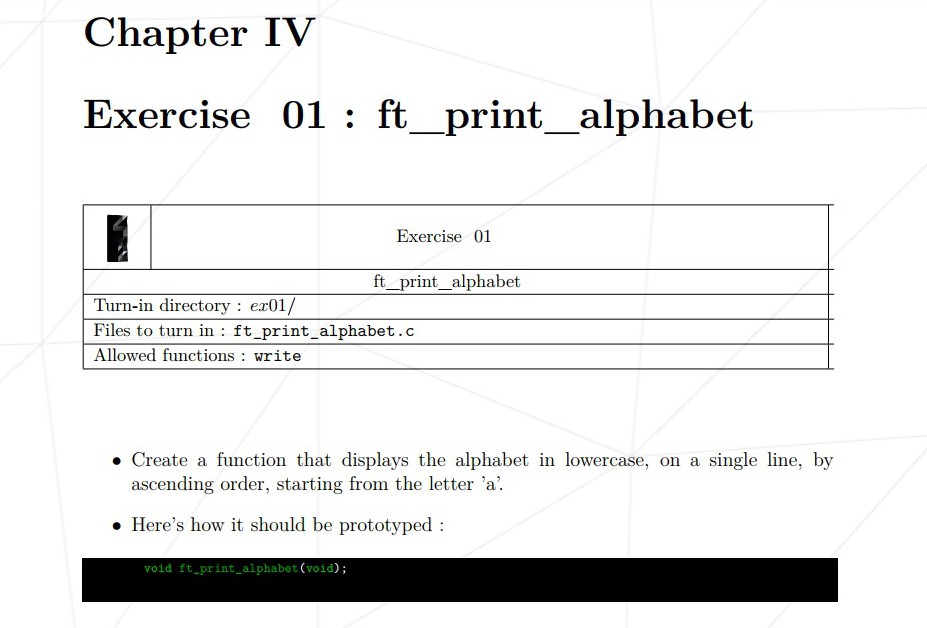 Chapter IV
Exercise 01 : ft_print_alphabet
Exercise 01
ft_print_alphabet
Turn-in directory : ex01/
Files to turn in : ft_print_alphabet.c
Allowed functions : write
• Create a function that displays the alphabet in lowercase, on a single line, by
ascending order, starting from the letter 'a'.
• Here's how it should be prototyped :
void ft_print_alphabet(void);